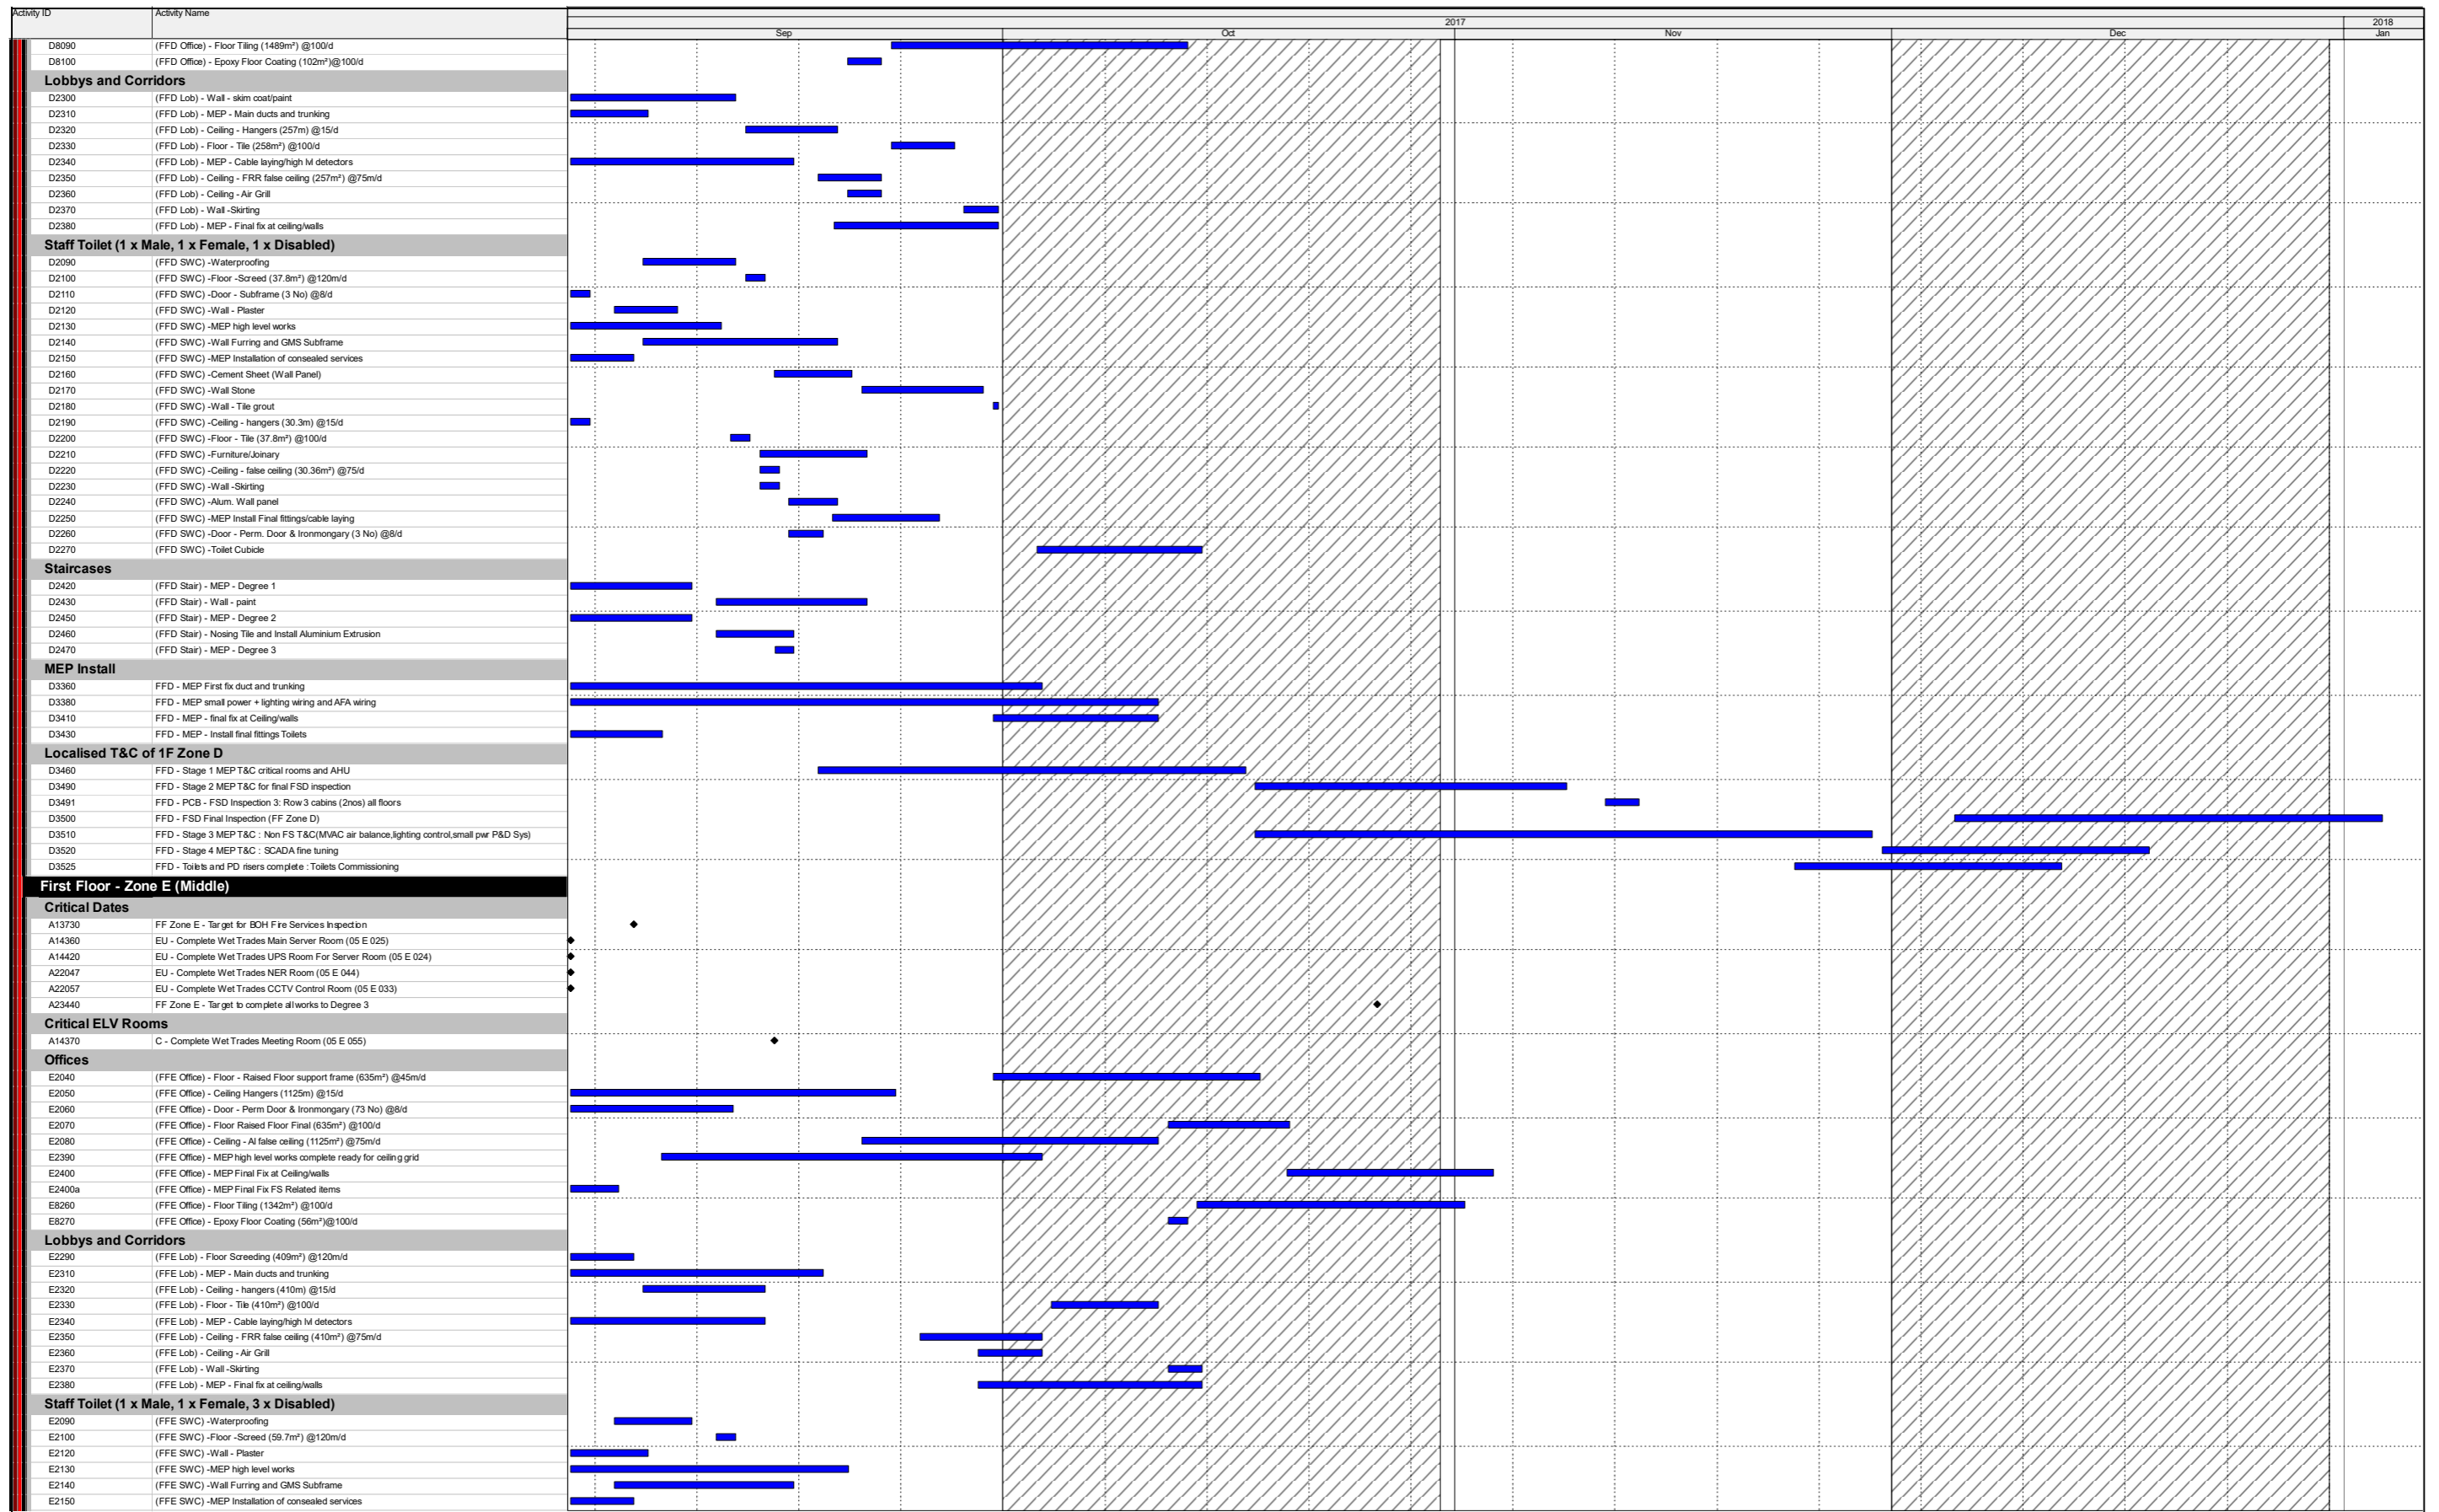 Activity ID Activity Name
2017 2018
Sep Oct Nov Dec Jan
D8090 (FFD Office) - Floor Tiling (1489m²) @100/d
D8100 (FFD Office) - Epoxy Floor Coating (102m²)@100/d
Lobbys and Corridors
D2300 (FFD Lob) - Wall - skim coat/paint
D2310 (FFD Lob) - MEP - Main ducts and trunking
D2320 (FFD Lob) - Ceiling - Hangers (257m) @15/d
D2330 (FFD Lob) - Floor - Tile (258m²) @100/d
D2340 (FFD Lob) - MEP - Cable laying/high lvl detectors
D2350 (FFD Lob) - Ceiling - FRR false ceiling (257m²) @75m/d
D2360 (FFD Lob) - Ceiling - Air Grill
D2370 (FFD Lob) - Wall -Skirting
D2380 (FFD Lob) - MEP - Final fix at ceiling/walls
Staff Toilet (1 x Male, 1 x Female, 1 x Disabled)
D2090 (FFD SWC) -Waterproofing
D2100 (FFD SWC) -Floor -Screed (37.8m²) @120m/d
D2110 (FFD SWC) -Door - Subframe (3 No) @8/d
D2120 (FFD SWC) -Wall - Plaster
D2130 (FFD SWC) -MEP high level works
D2140 (FFD SWC) -Wall Furring and GMS Subframe
D2150 (FFD SWC) -MEP Installation of consealed services
D2160 (FFD SWC) -Cement Sheet (Wall Panel)
D2170 (FFD SWC) -Wall Stone
D2180 (FFD SWC) -Wall - Tile grout
D2190 (FFD SWC) -Ceiling - hangers (30.3m) @15/d
D2200 (FFD SWC) -Floor - Tile (37.8m²) @100/d
D2210 (FFD SWC) -Furniture/Joinary
D2220 (FFD SWC) -Ceiling - false ceiling (30.36m²) @75/d
D2230 (FFD SWC) -Wall -Skirting
D2240 (FFD SWC) -Alum. Wall panel
D2250 (FFD SWC) -MEP Install Final fittings/cable laying
D2260 (FFD SWC) -Door - Perm. Door & Ironmongary (3 No) @8/d
D2270 (FFD SWC) -Toilet Cubicle
Staircases
D2420 (FFD Stair) - MEP - Degree 1
D2430 (FFD Stair) - Wall - paint
D2450 (FFD Stair) - MEP - Degree 2
D2460 (FFD Stair) - Nosing Tile and Install Aluminium Extrusion
D2470 (FFD Stair) - MEP - Degree 3
MEP Install
D3360 FFD - MEP First fix duct and trunking
D3380 FFD - MEP small power + lighting wiring and AFA wiring
D3410 FFD - MEP - final fix at Ceiling/walls
D3430 FFD - MEP - Install final fittings Toilets
Localised T&C of 1F Zone D
D3460 FFD - Stage 1 MEP T&C critical rooms and AHU
D3490 FFD - Stage 2 MEP T&C for final FSD inspection
D3491 FFD - PCB - FSD Inspection 3: Row 3 cabins (2nos) all floors
D3500 FFD - FSD Final Inspection (FF Zone D)
D3510 FFD - Stage 3 MEP T&C : Non FS T&C(MVAC air balance,lighting control,small pwr P&D Sys)
D3520 FFD - Stage 4 MEP T&C : SCADA fine tuning
D3525 FFD - Toilets and PD risers complete : Toilets Commissioning
First Floor - Zone E (Middle)
Critical Dates
A13730 FF Zone E - Target for BOH Fire Services Inspection
A14360 EU - Complete Wet Trades Main Server Room (05 E 025)
A14420 EU - Complete Wet Trades UPS Room For Server Room (05 E 024)
A22047 EU - Complete Wet Trades NER Room (05 E 044)
A22057 EU - Complete Wet Trades CCTV Control Room (05 E 033)
A23440 FF Zone E - Target to complete all works to Degree 3
Critical ELV Rooms
A14370 C - Complete Wet Trades Meeting Room (05 E 055)
Offices
E2040 (FFE Office) - Floor - Raised Floor support frame (635m²) @45m/d
E2050 (FFE Office) - Ceiling Hangers (1125m) @15/d
E2060 (FFE Office) - Door - Perm Door & Ironmongary (73 No) @8/d
E2070 (FFE Office) - Floor Raised Floor Final (635m²) @100/d
E2080 (FFE Office) - Ceiling - Al false ceiling (1125m²) @75m/d
E2390 (FFE Office) - MEP high level works complete ready for ceiling grid
E2400 (FFE Office) - MEP Final Fix at Ceiling/walls
E2400a (FFE Office) - MEP Final Fix FS Related items
E8260 (FFE Office) - Floor Tiling (1342m²) @100/d
E8270 (FFE Office) - Epoxy Floor Coating (56m²)@100/d
Lobbys and Corridors
E2290 (FFE Lob) - Floor Screeding (409m²) @120m/d
E2310 (FFE Lob) - MEP - Main ducts and trunking
E2320 (FFE Lob) - Ceiling - hangers (410m) @15/d
E2330 (FFE Lob) - Floor - Tile (410m²) @100/d
E2340 (FFE Lob) - MEP - Cable laying/high lvl detectors
E2350 (FFE Lob) - Ceiling - FRR false ceiling (410m²) @75m/d
E2360 (FFE Lob) - Ceiling - Air Grill
E2370 (FFE Lob) - Wall -Skirting
E2380 (FFE Lob) - MEP - Final fix at ceiling/walls
Staff Toilet (1 x Male, 1 x Female, 3 x Disabled)
E2090 (FFE SWC) -Waterproofing
E2100 (FFE SWC) -Floor -Screed (59.7m²) @120m/d
E2120 (FFE SWC) -Wall - Plaster
E2130 (FFE SWC) -MEP high level works
E2140 (FFE SWC) -Wall Furring and GMS Subframe
E2150 (FFE SWC) -MEP Installation of consealed services